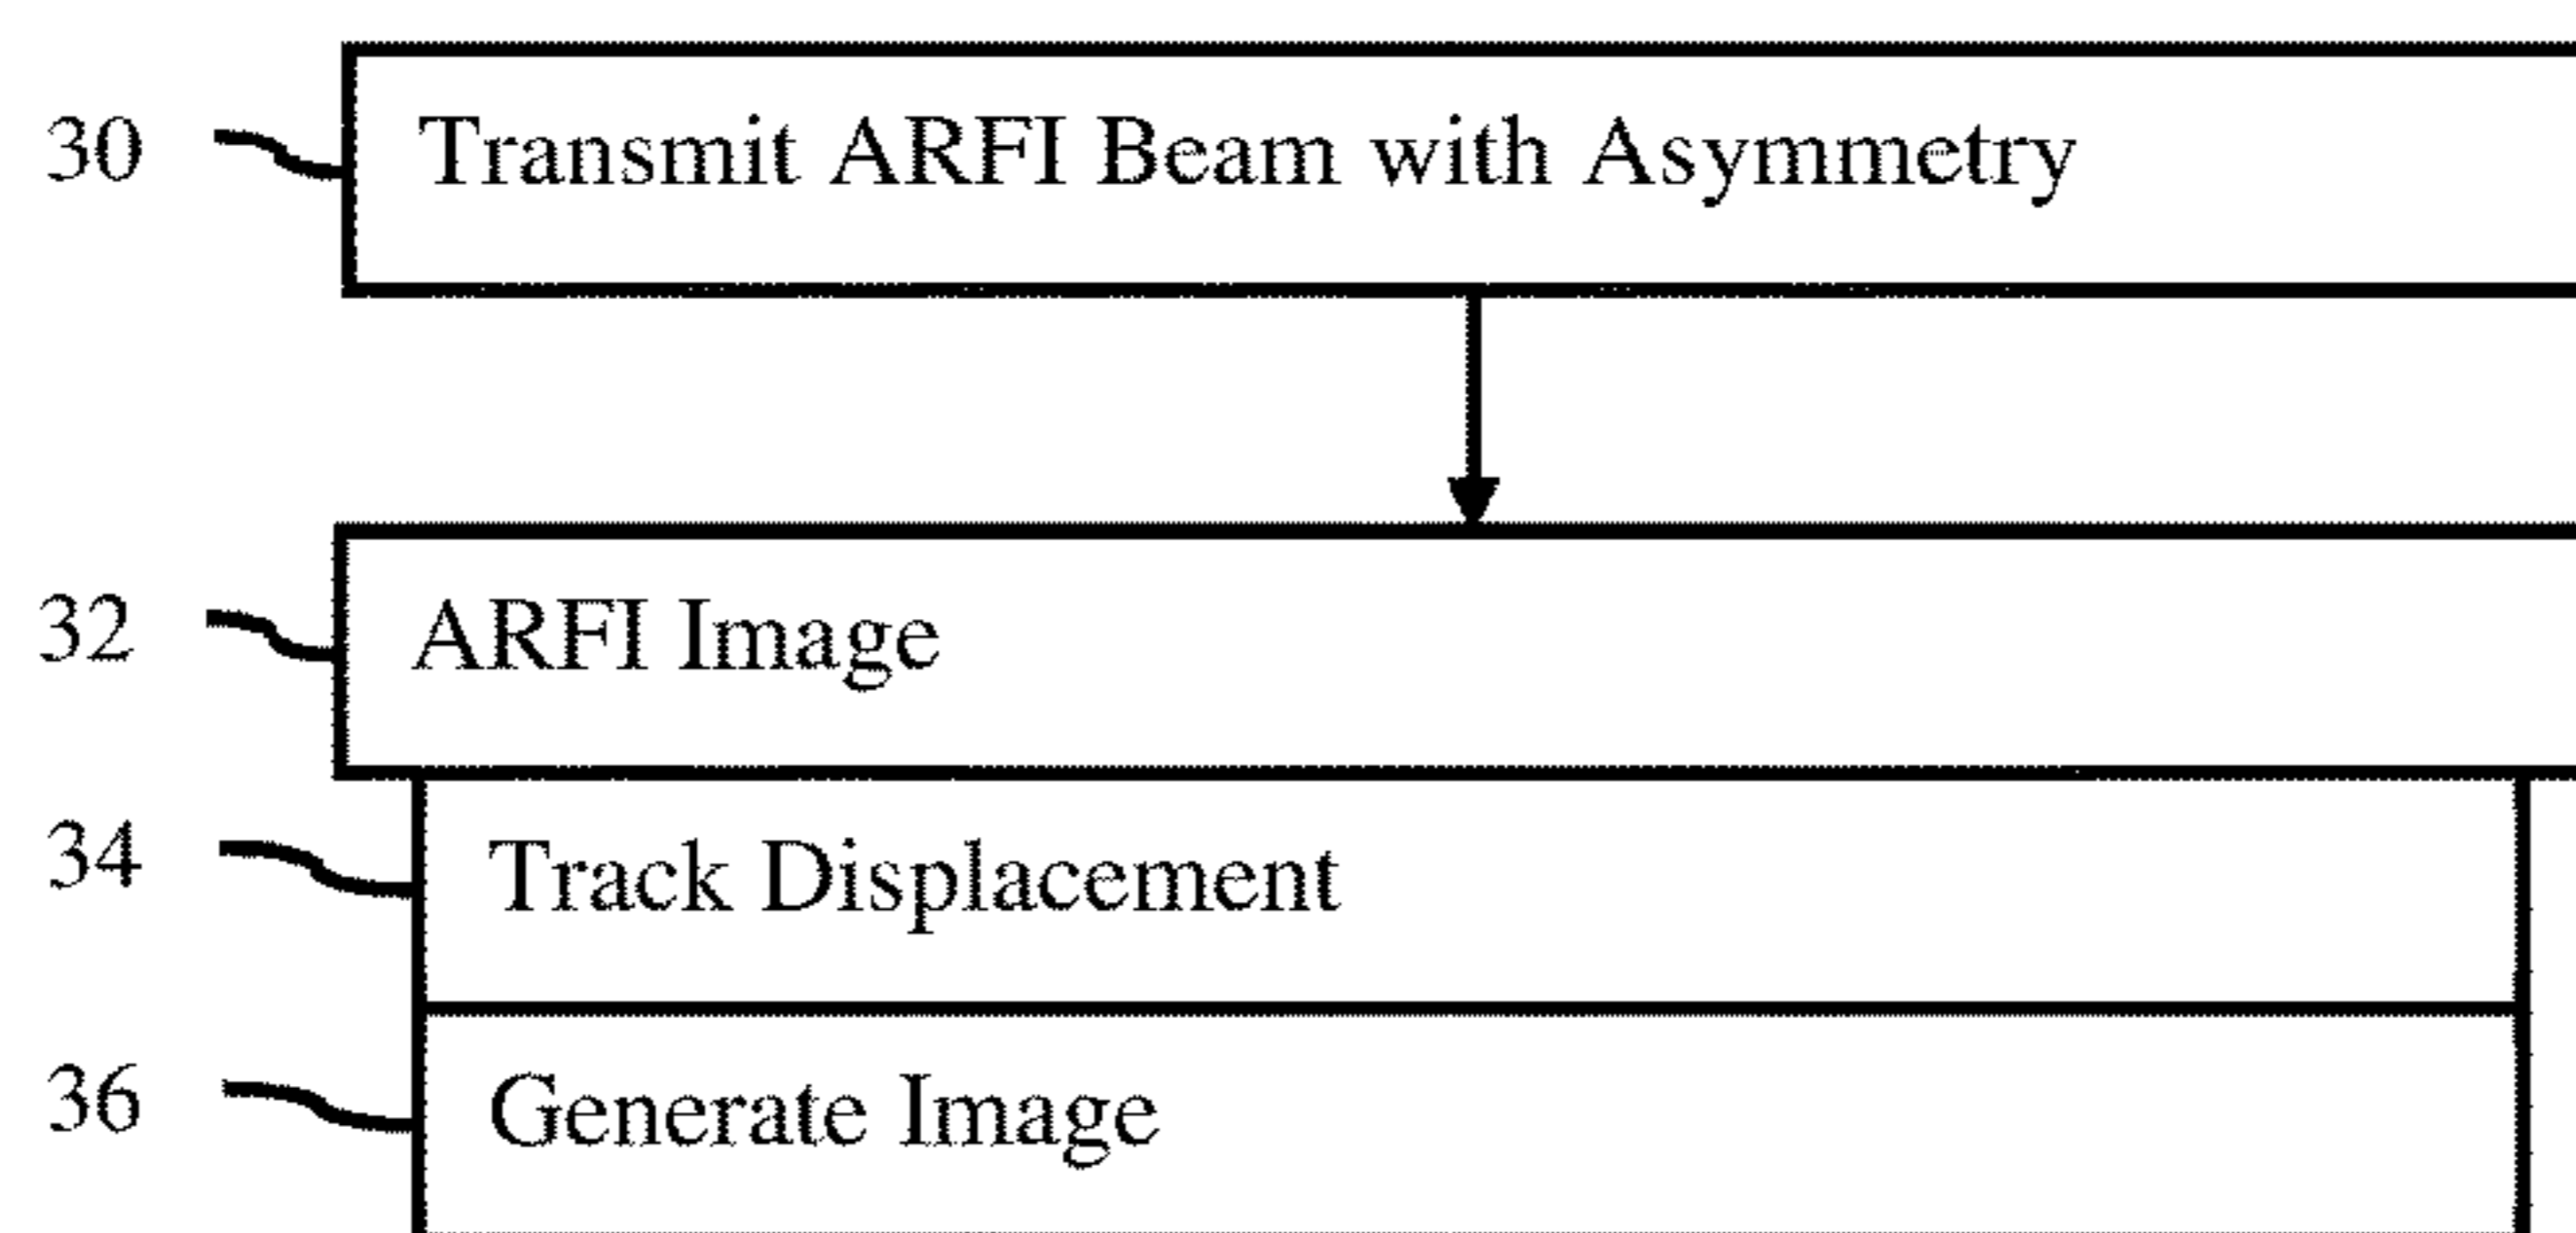 30 Transmit ARFI Beam with Asymmetry
32 ARFI Image
34 Track Displacement
36 Generate Image